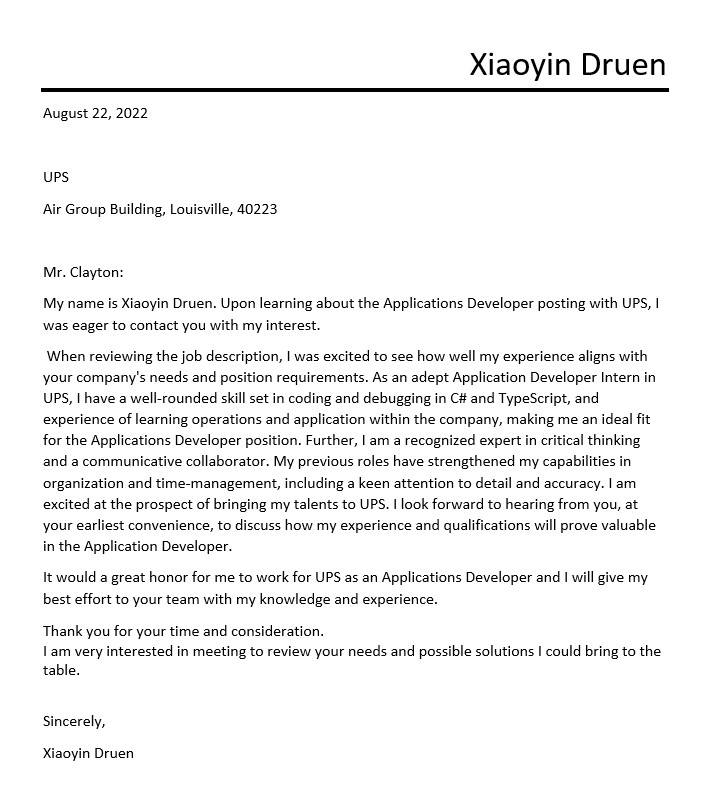 Xiaoyin Druen
August 22, 2022
UPS
Air Group Building, Louisville, 40223
Mr. Clayton:
My name is Xiaoyin Druen. Upon learning about the Applications Developer posting with UPS, I
was eager to contact you with my interest.
When reviewing the job description, I was excited to see how well my experience aligns with
your company's needs and position requirements. As an adept Application Developer Intern in
UPS, I have a well-rounded skill set in coding and debugging in C# and TypeScript, and
experience of learning operations and application within the company, making me an ideal fit
for the Applications Developer position. Further, I am a recognized expert in critical thinking
and a communicative collaborator. My previous roles have strengthened my capabilities in
organization and time-management, including a keen attention to detail and accuracy. I am
excited at the prospect of bringing my talents to UPS. I look forward to hearing from you, at
your earliest convenience, to discuss how my experience and qualifications will prove valuable
in the Application Developer.
It would a great honor for me to work for UPS as an Applications Developer and I will give my
best effort to your team with my knowledge and experience.
Thank you for your time and consideration.
I am very interested in meeting to review your needs and possible solutions I could bring to the
table.
Sincerely,
Xiaoyin Druen